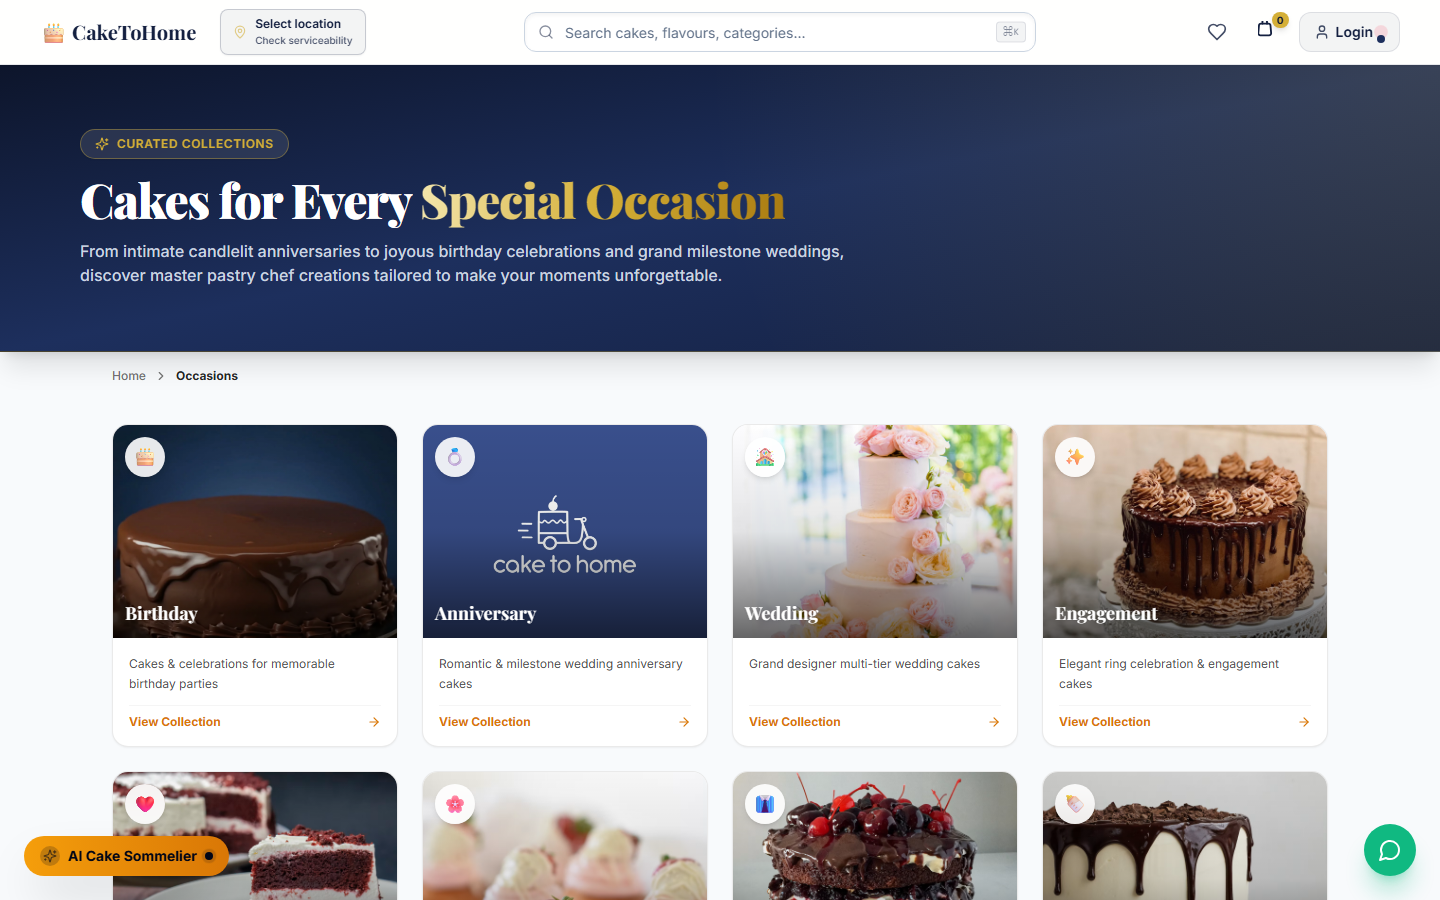 CakeToHome
Select location
Check serviceability
Search cakes, flavours, categories...
⌘K
0
Login
CURATED COLLECTIONS
Cakes for Every Special Occasion
From intimate candlelit anniversaries to joyous birthday celebrations and grand milestone weddings,
discover master pastry chef creations tailored to make your moments unforgettable.
Home
Occasions
cake to home
Birthday
Anniversary
Wedding
Engagement
Cakes & celebrations for memorable
birthday parties
Romantic & milestone wedding anniversary
cakes
Grand designer multi-tier wedding cakes
Elegant ring celebration & engagement
cakes
View Collection
View Collection
View Collection
View Collection
AI Cake Sommelier